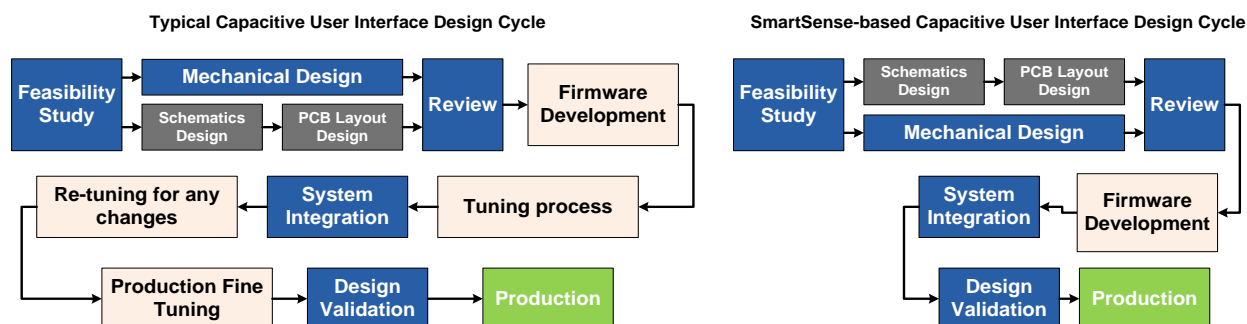 Typical Capacitive User Interface Design Cycle
Feasibility
Study
Mechanical Design
Schematics
Design
PCB Layout
Design
Review
Firmware
Development
Re-tuning for any
changes
System
Integration
Tuning process
Production Fine
Tuning
Design
Validation
Production
SmartSense-based Capacitive User Interface Design Cycle
Feasibility
Study
Schematics
Design
PCB Layout
Design
Mechanical Design
Review
System
Integration
Firmware
Development
Design
Validation
Production